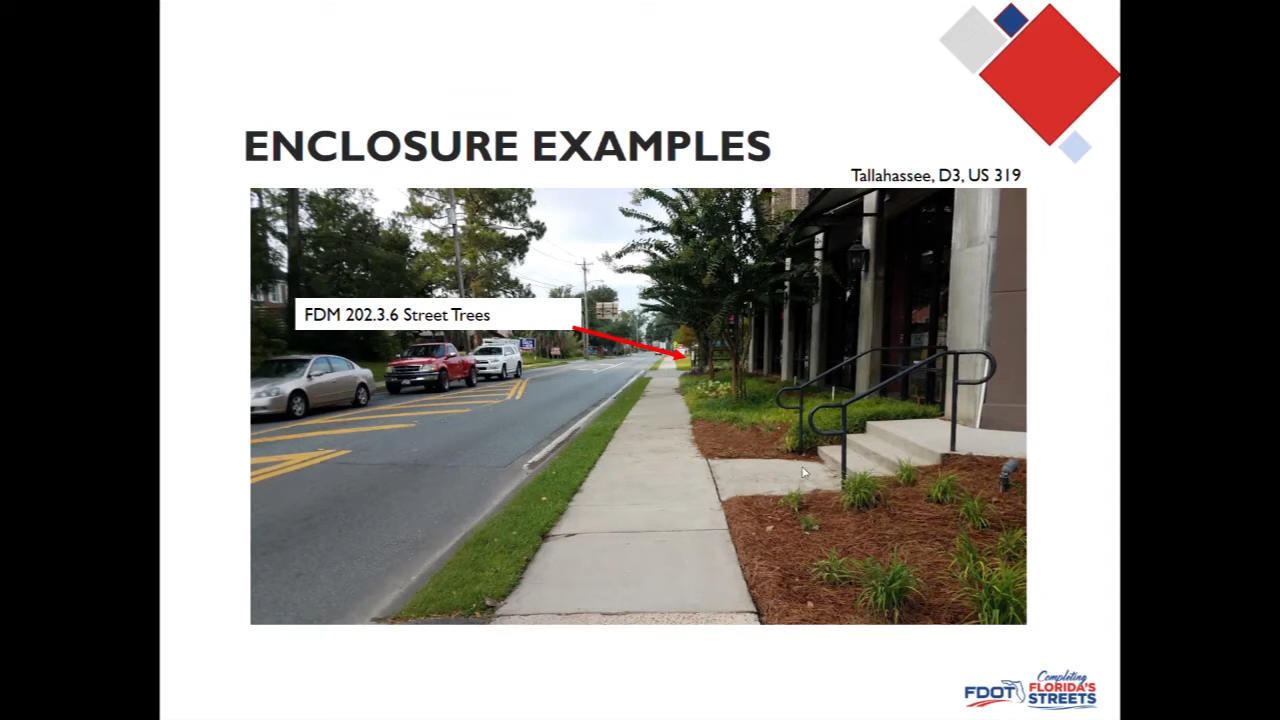 ENCLOSURE EXAMPLES
Tallahassee, D3, US 319
FDM 202.3.6 Street Trees
Completing
FDOT FLORIDA'S
STREETS